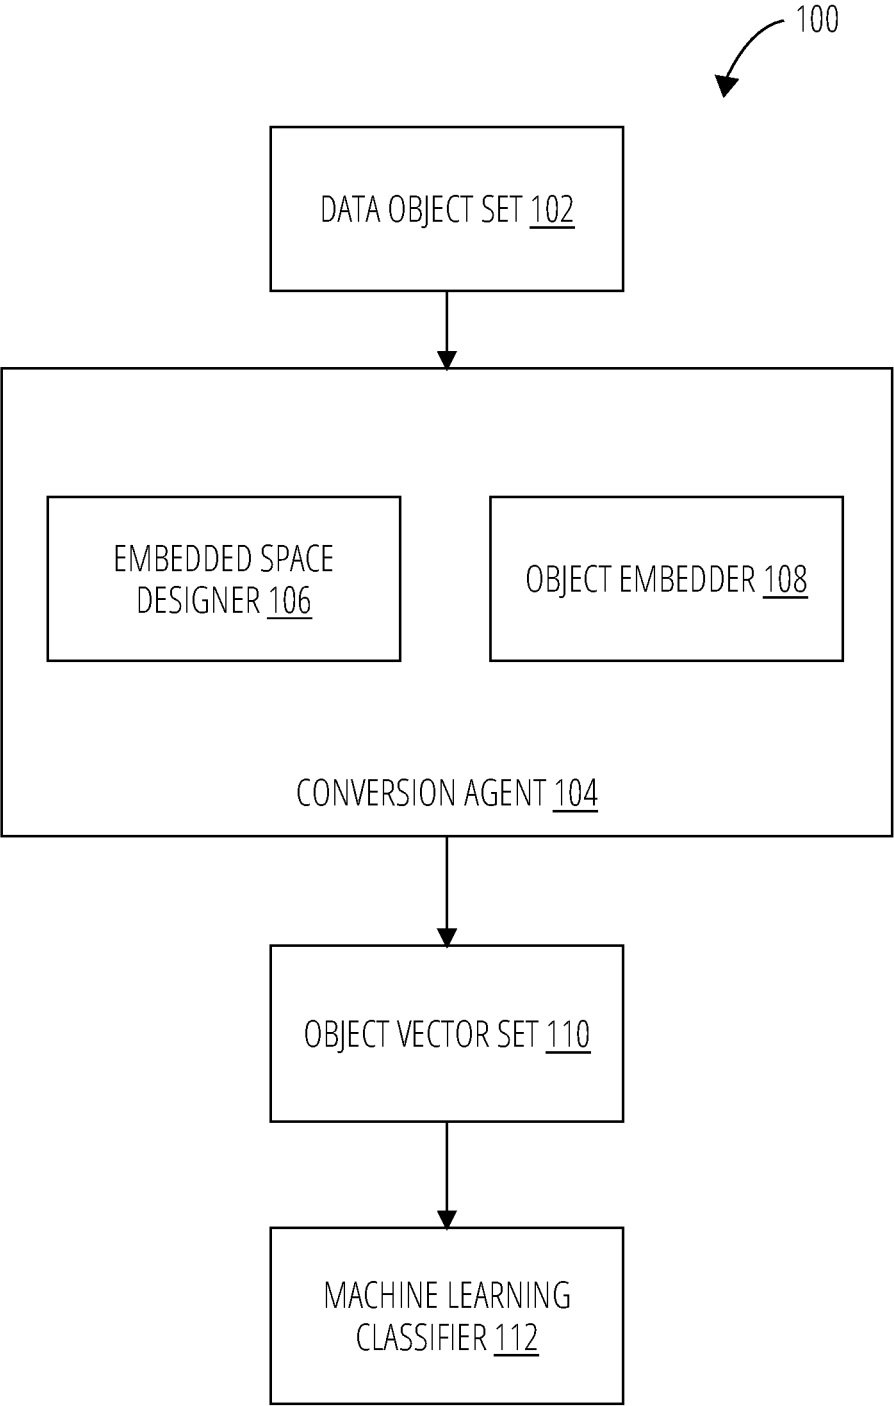 100
DATA OBJECT SET 102
EMBEDDED SPACE
DESIGNER 106
OBJECT EMBEDDER 108
CONVERSION AGENT 104
OBJECT VECTOR SET 110
MACHINE LEARNING
CLASSIFIER 112